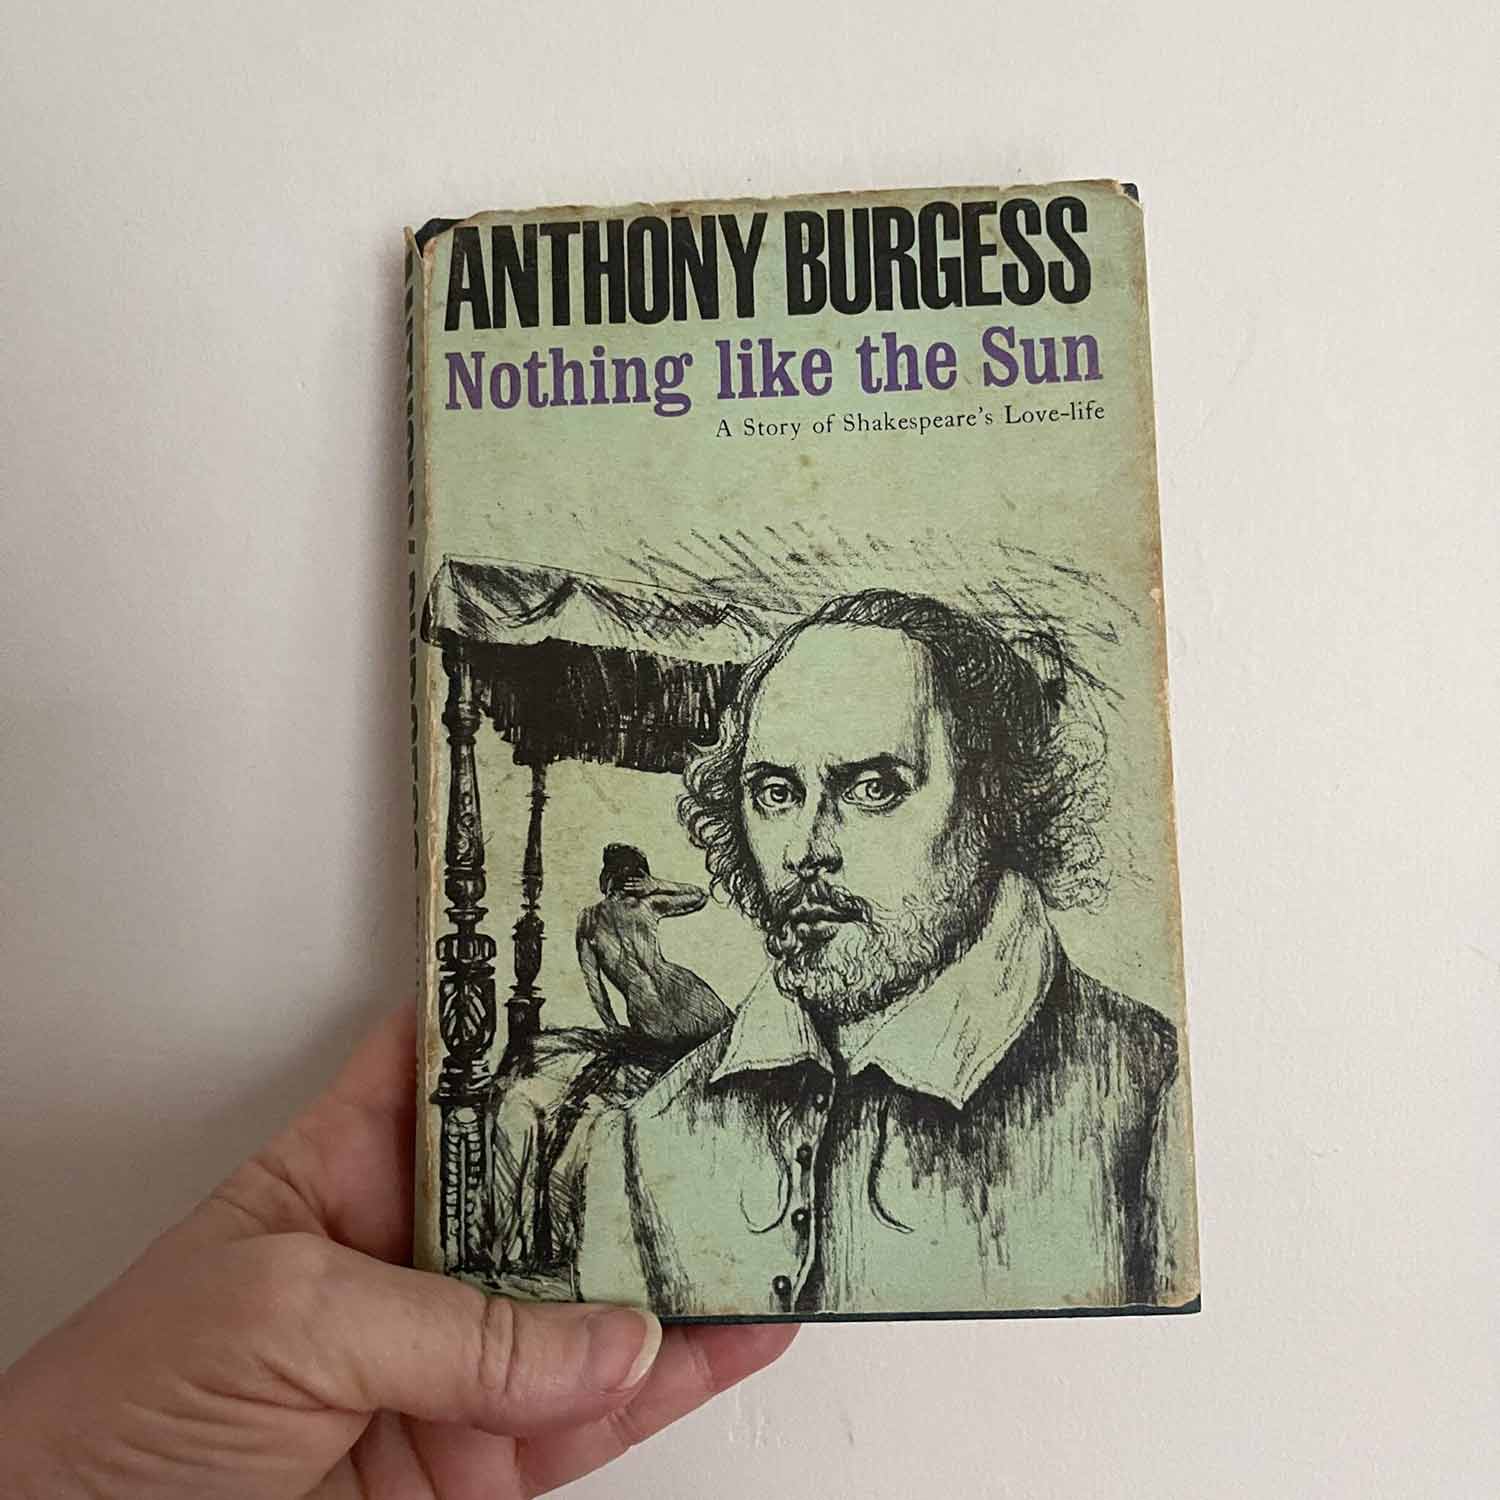 ANTHONY BURGESS
Nothing like the Sun
A Story of Shakespeare's Love-life